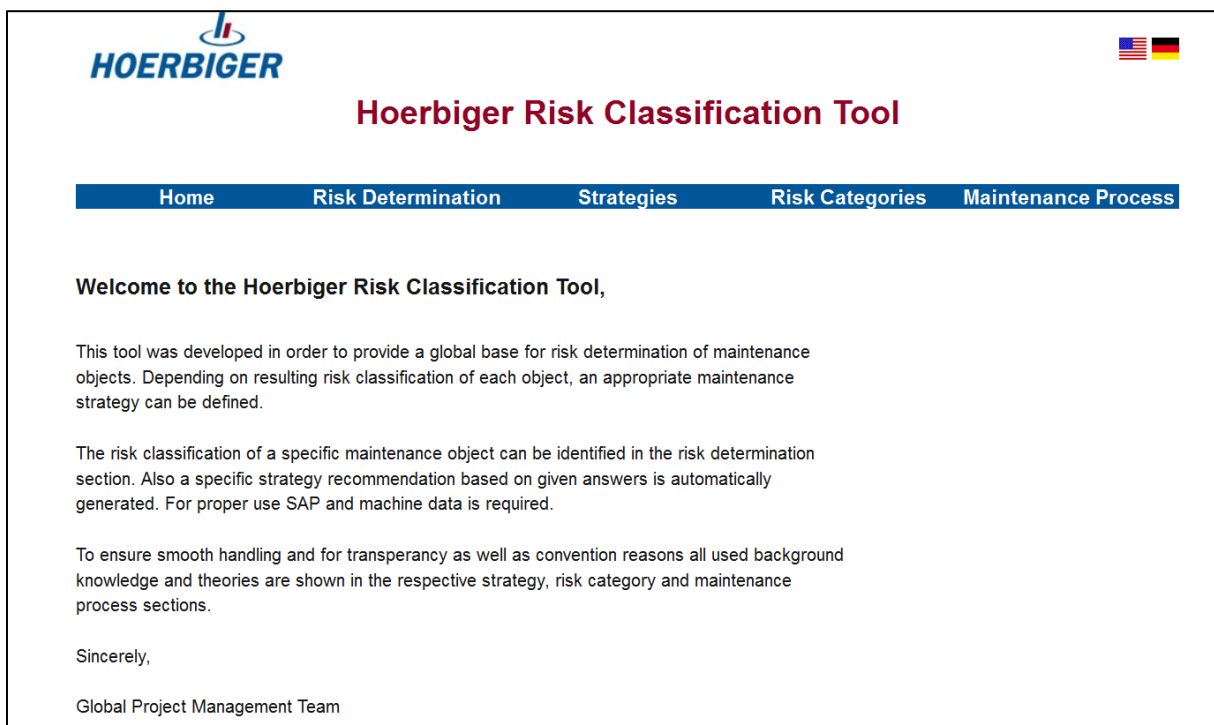 HOERBIGER
Hoerbiger Risk Classification Tool
Home Risk Determination Strategies Risk Categories Maintenance Process
Welcome to the Hoerbiger Risk Classification Tool,
This tool was developed in order to provide a global base for risk determination of maintenance
objects. Depending on resulting risk classification of each object, an appropriate maintenance
strategy can be defined.
The risk classification of a specific maintenance object can be identified in the risk determination
section. Also a specific strategy recommendation based on given answers is automatically
generated. For proper use SAP and machine data is required.
To ensure smooth handling and for transperancy as well as convention reasons all used background
knowledge and theories are shown in the respective strategy, risk category and maintenance
process sections.
Sincerely,
Global Project Management Team